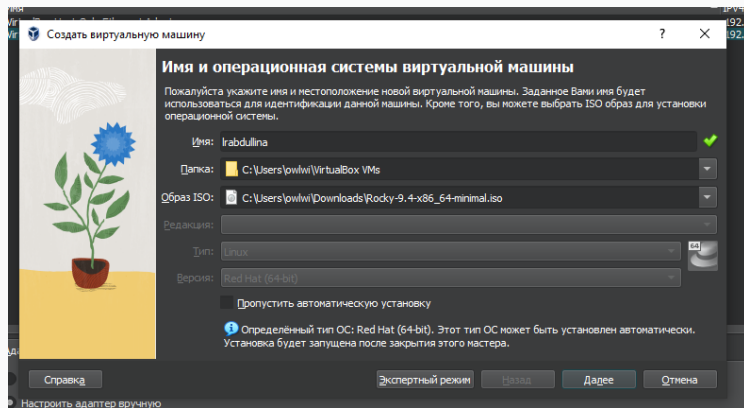 Имя
IPv4
192.
192.
Создать виртуальную машину
?
Имя и операционная системы виртуальной машины
Пожалуйста укажите имя и местоположение новой виртуальной машины. Заданное Вами имя будет
использоваться для идентификации данной машины. Кроме того, вы можете выбрать ISO образ для установки
операционной системы.
Имя: lrabdullina
Папка: C:\Users\owlwi\VirtualBox VMs
Образ ISO: C:\Users\owlwi\Downloads\Rocky-9.4-x86_64-minimal.iso
Редакция:
Тип: Linux
64
Версия: Red Hat (64-bit)
Пропустить автоматическую установку
Определённый тип ОС: Red Hat (64-bit). Этот тип ОС может быть установлен автоматически.
Установка будет запущена после закрытия этого мастера.
Справка Экспертный режим Назад Далее Отмена
Настроить адаптер вручную